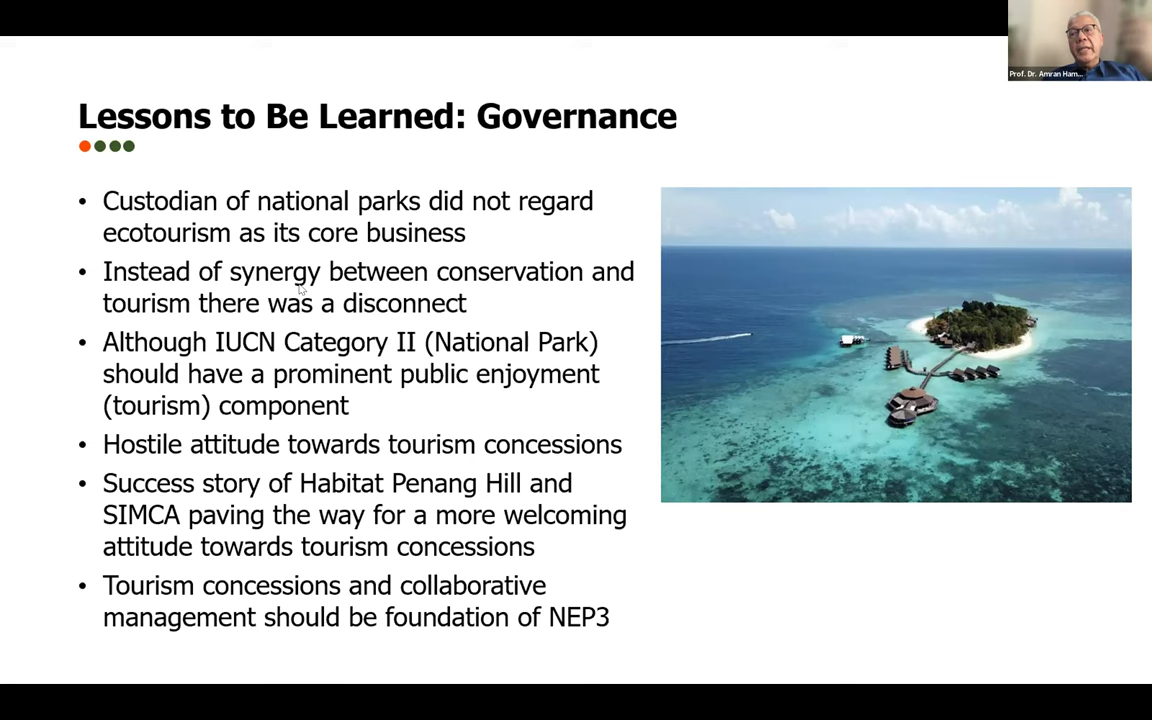 Prof. Dr. Amran Ham...
Lessons to Be Learned: Governance
• Custodian of national parks did not regard
ecotourism as its core business
• Instead of synergy between conservation and
tourism there was a disconnect
• Although IUCN Category II (National Park)
should have a prominent public enjoyment
(tourism) component
• Hostile attitude towards tourism concessions
• Success story of Habitat Penang Hill and
SIMCA paving the way for a more welcoming
attitude towards tourism concessions
• Tourism concessions and collaborative
management should be foundation of NEP3